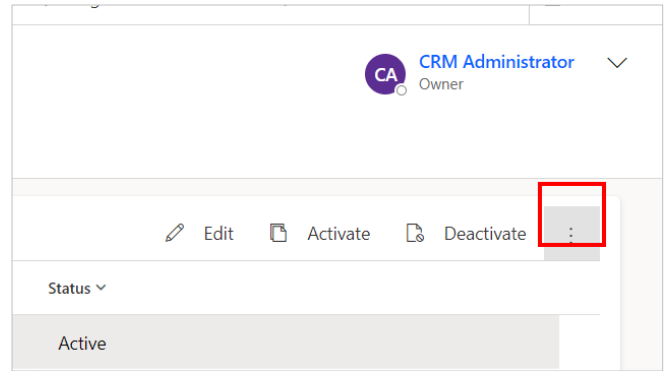 CA
CRM Administrator
Owner
Edit Activate Deactivate
Status
Active